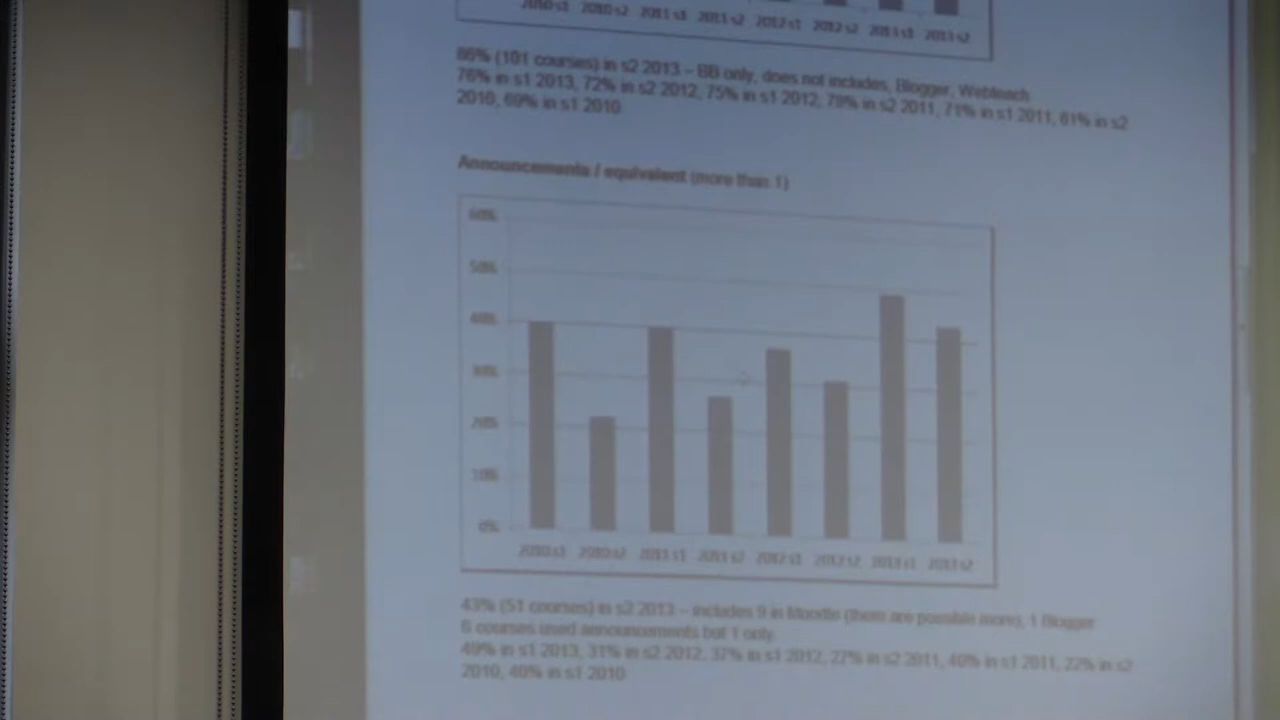 2010 s1 2010 s2 2011 s1 2011 s2 2012 s1 2012 s2 2013 s1 2013 s2
86% (101 courses) in s2 2013 – BB only, does not includes, Blogger, Webteach
76% in s1 2013, 72% in s2 2012, 75% in s1 2012, 78% in s2 2011, 71% in s1 2011, 61% in s2
2010, 69% in s1 2010
Announcements / equivalent (more than 1)
60%
50%
40%
30%
20%
10%
0%
2010 s1 2010 s2 2011 s1 2011 s2 2012 s1 2012 s2 2013 s1 2013 s2
43% (51 courses) in s2 2013 – includes 9 in Moodle (there are possible more), 1 Blogger
6 courses used announcements but 1 only
49% in s1 2013, 31% in s2 2012, 37% in s1 2012, 27% in s2 2011, 40% in s1 2011, 22% in s2
2010, 40% in s1 2010